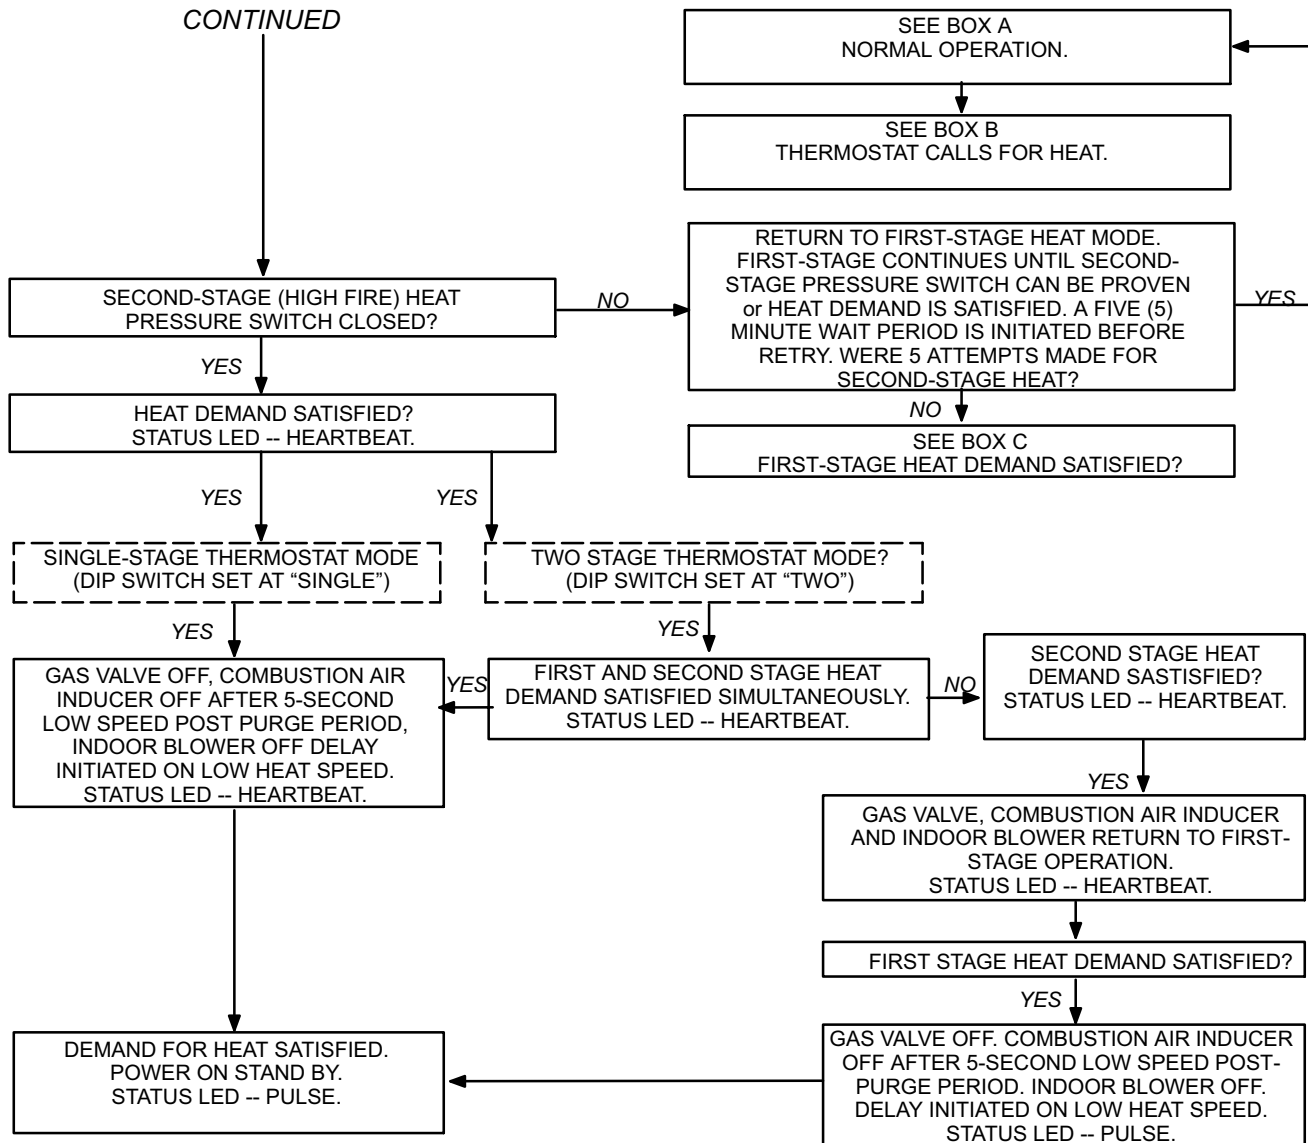 CONTINUED
SEE BOX A
NORMAL OPERATION.
SEE BOX B
THERMOSTAT CALLS FOR HEAT.
SECOND-STAGE (HIGH FIRE) HEAT
PRESSURE SWITCH CLOSED?
NO
RETURN TO FIRST-STAGE HEAT MODE.
FIRST-STAGE CONTINUES UNTIL SECOND-
STAGE PRESSURE SWITCH CAN BE PROVEN
or HEAT DEMAND IS SATISFIED. A FIVE (5)
MINUTE WAIT PERIOD IS INITIATED BEFORE
RETRY. WERE 5 ATTEMPTS MADE FOR
SECOND-STAGE HEAT?
YES
YES
NO
HEAT DEMAND SATISFIED?
STATUS LED -- HEARTBEAT.
SEE BOX C
FIRST-STAGE HEAT DEMAND SATISFIED?
YES
YES
SINGLE-STAGE THERMOSTAT MODE
(DIP SWITCH SET AT “SINGLE”)
TWO STAGE THERMOSTAT MODE?
(DIP SWITCH SET AT “TWO”)
YES
YES
GAS VALVE OFF, COMBUSTION AIR
INDUCER OFF AFTER 5-SECOND
LOW SPEED POST PURGE PERIOD,
INDOOR BLOWER OFF DELAY
INITIATED ON LOW HEAT SPEED.
STATUS LED -- HEARTBEAT.
YES
FIRST AND SECOND STAGE HEAT
DEMAND SATISFIED SIMULTANEOUSLY.
STATUS LED -- HEARTBEAT.
NO
SECOND STAGE HEAT
DEMAND SASTISFIED?
STATUS LED -- HEARTBEAT.
YES
GAS VALVE, COMBUSTION AIR INDUCER
AND INDOOR BLOWER RETURN TO FIRST-
STAGE OPERATION.
STATUS LED -- HEARTBEAT.
FIRST STAGE HEAT DEMAND SATISFIED?
YES
DEMAND FOR HEAT SATISFIED.
POWER ON STAND BY.
STATUS LED -- PULSE.
GAS VALVE OFF. COMBUSTION AIR INDUCER
OFF AFTER 5-SECOND LOW SPEED POST-
PURGE PERIOD. INDOOR BLOWER OFF.
DELAY INITIATED ON LOW HEAT SPEED.
STATUS LED -- PULSE.